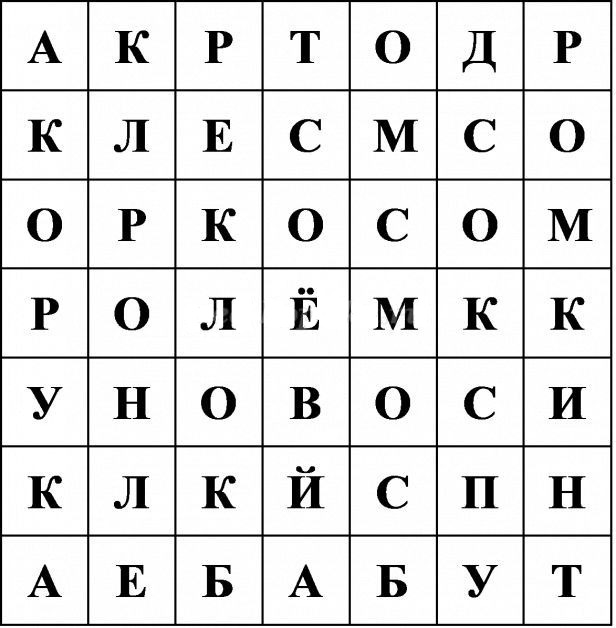 А К Р Т О Д Р
К Л Е С М С О
О Р К О С О М
Р О Л Ё М К К
У Н О В О С И
К Л К Й С П Н
А Е Б А Б У Т